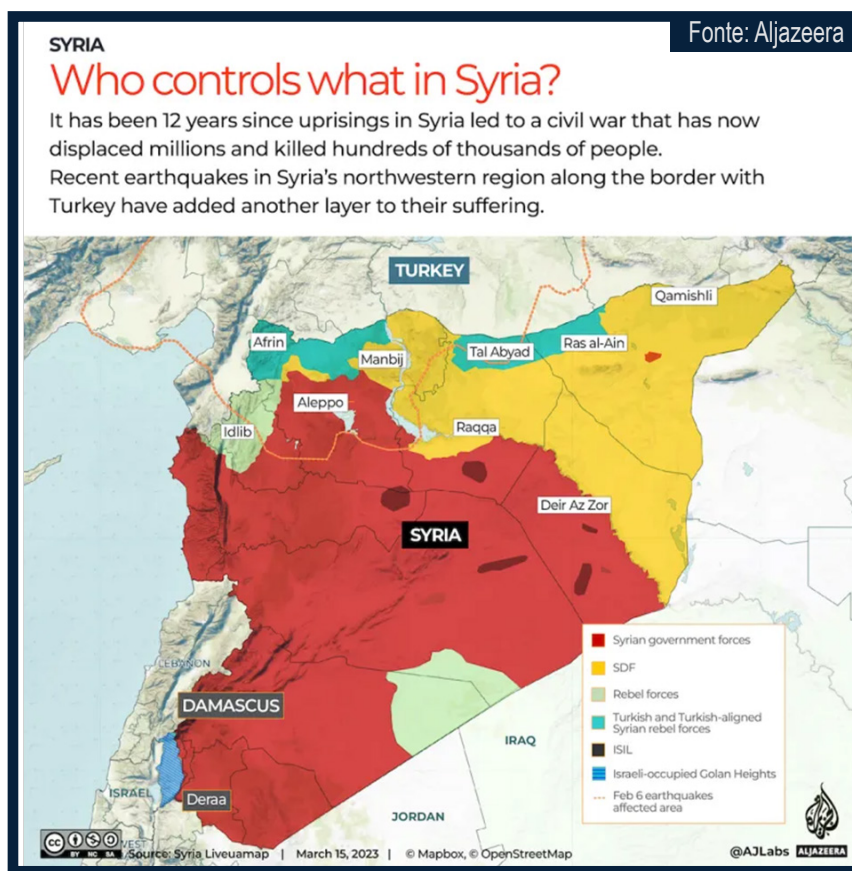 Fonte: Aljazeera
SYRIA
Who controls what in Syria?
It has been 12 years since uprisings in Syria led to a civil war that has now
displaced millions and killed hundreds of thousands of people.
Recent earthquakes in Syria's northwestern region along the border with
Turkey have added another layer to their suffering.
TURKEY
Qamishli
Afrin
Ras al-Ain
Tal Abyad
Manbij
Aleppo
Idlib
Raqqa
Deir Az Zor
SYRIA
LEBANON
DAMASCUS
IRAQ
ISRAEL
Deraa
JORDAN
Syrian government forces
SDF
Rebel forces
Turkish and Turkish-aligned
Syrian rebel forces
ISIL
Israeli-occupied Golan Heights
Feb 6 earthquakes
affected area
cc BY NC SA
Source: Syria Liveuamap | March 15, 2023 | © Mapbox, © OpenStreetMap
@AJLabs ALJAZEERA